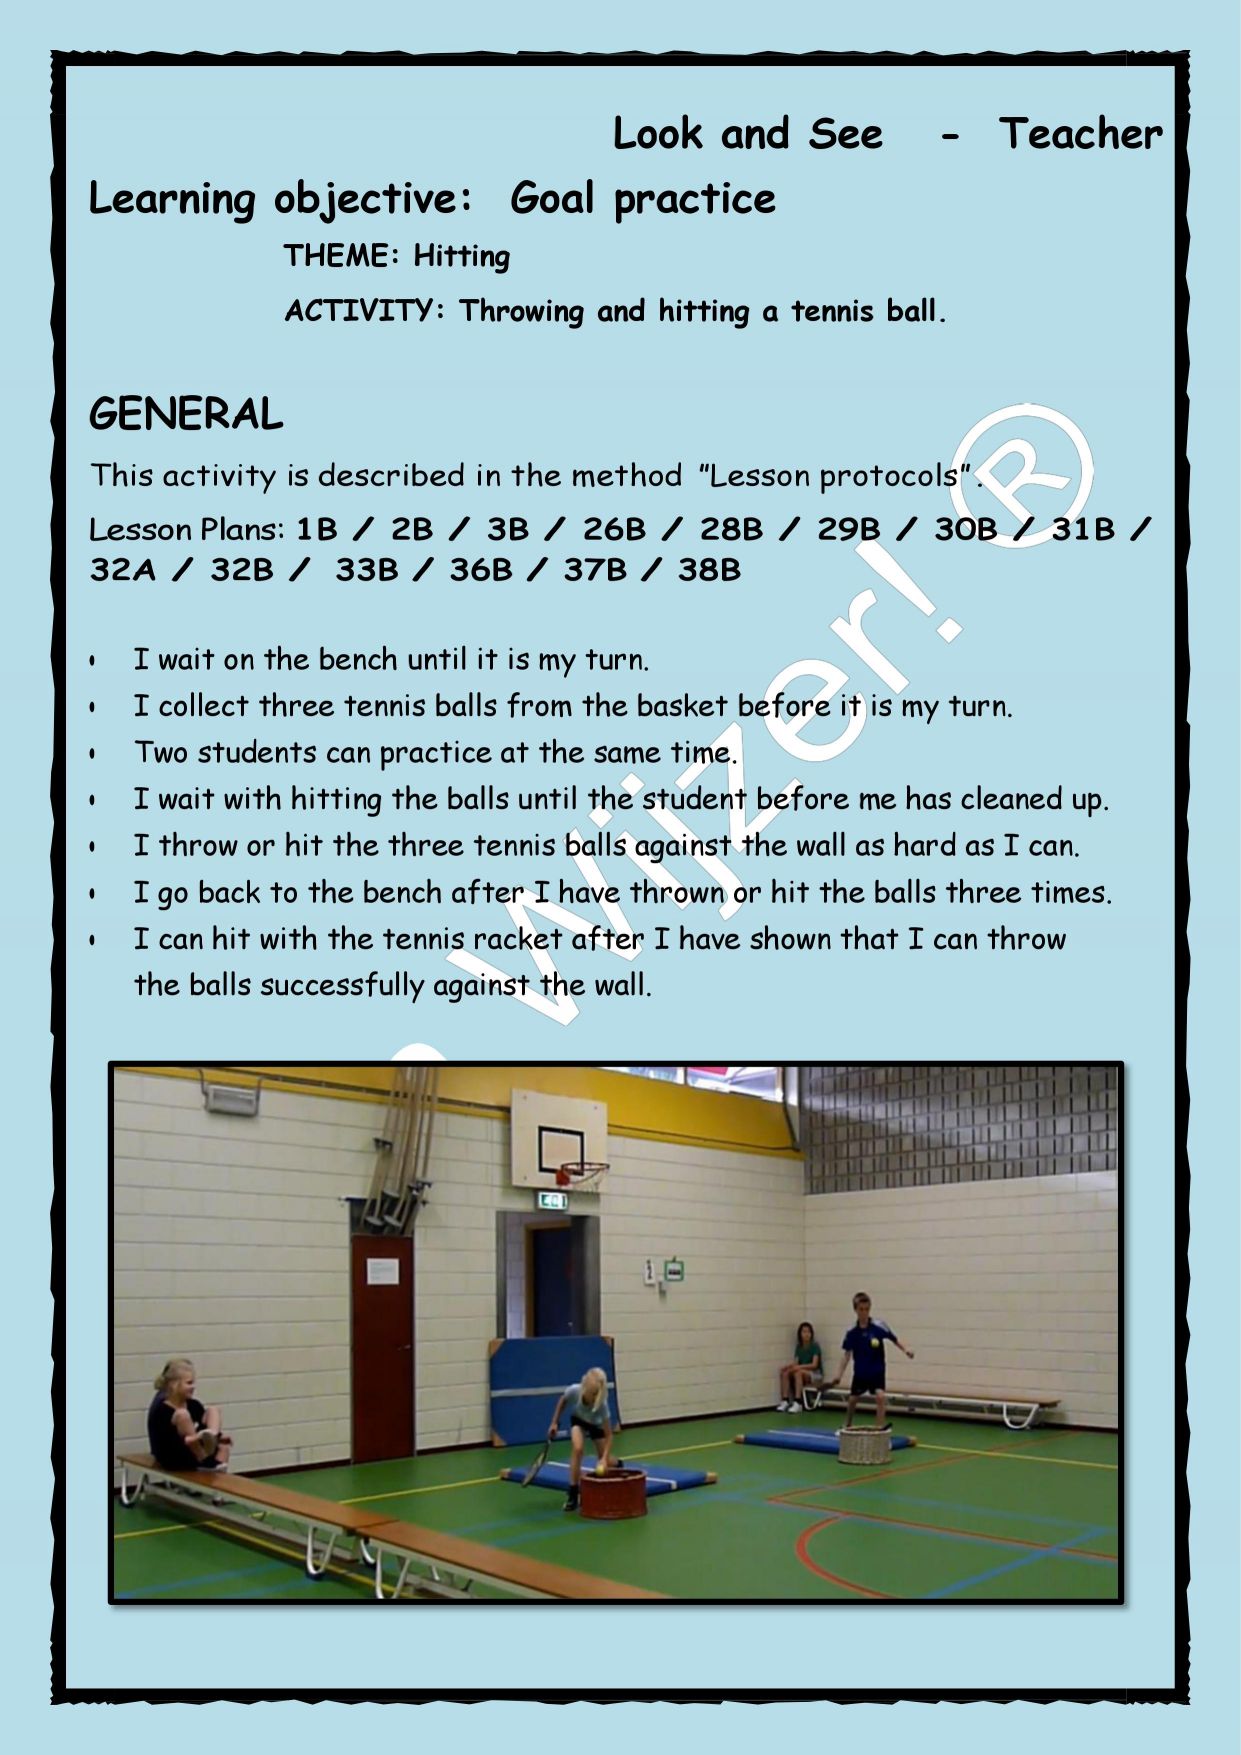 Look and See - Teacher
Learning objective: Goal practice
THEME: Hitting
ACTIVITY: Throwing and hitting a tennis ball.
GENERAL
This activity is described in the method "Lesson protocols".
Lesson Plans: 1B / 2B / 3B / 26B / 28B / 29B / 30B / 31B /
32A / 32B / 33B / 36B / 37B / 38B
• I wait on the bench until it is my turn.
• I collect three tennis balls from the basket before it is my turn.
• Two students can practice at the same time.
• I wait with hitting the balls until the student before me has cleaned up.
• I throw or hit the three tennis balls against the wall as hard as I can.
• I go back to the bench after I have thrown or hit the balls three times.
• I can hit with the tennis racket after I have shown that I can throw
the balls successfully against the wall.
Wijzer! ®